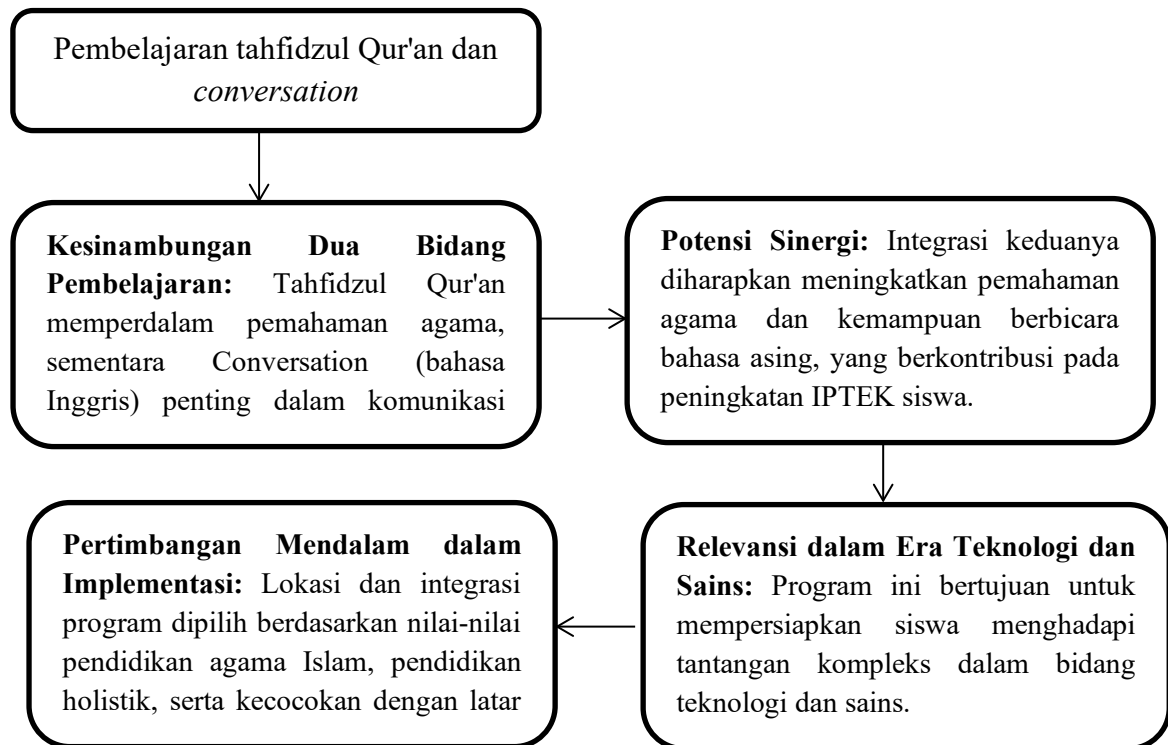 Pembelajaran tahfidzul Qur'an dan
conversation
Kesinambungan Dua Bidang
Pembelajaran: Tahfidzul Qur'an
memperdalam pemahaman agama,
sementara Conversation (bahasa
Inggris) penting dalam komunikasi
Potensi Sinergi: Integrasi keduanya
diharapkan meningkatkan pemahaman
agama dan kemampuan berbicara
bahasa asing, yang berkontribusi pada
peningkatan IPTEK siswa.
Relevansi dalam Era Teknologi dan
Sains: Program ini bertujuan untuk
mempersiapkan siswa menghadapi
tantangan kompleks dalam bidang
teknologi dan sains.
Pertimbangan Mendalam dalam
Implementasi: Lokasi dan integrasi
program dipilih berdasarkan nilai-nilai
pendidikan agama Islam, pendidikan
holistik, serta kecocokan dengan latar